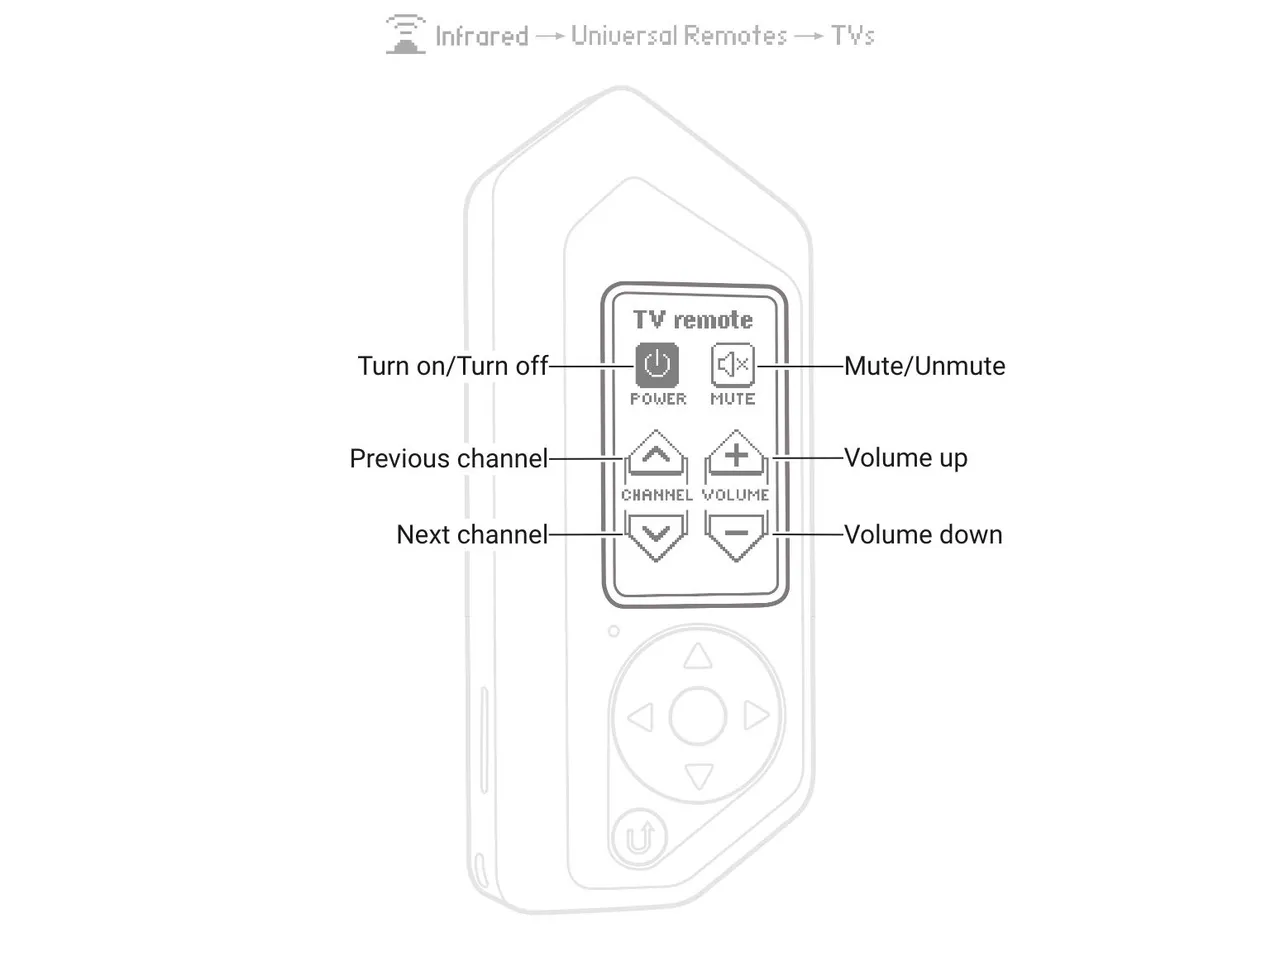 Infrared → Universal Remotes → TVs
TV remote
Turn on/Turn off
Mute/Unmute
POWER
MUTE
Previous channel
Volume up
CHANNEL
VOLUME
Next channel
Volume down